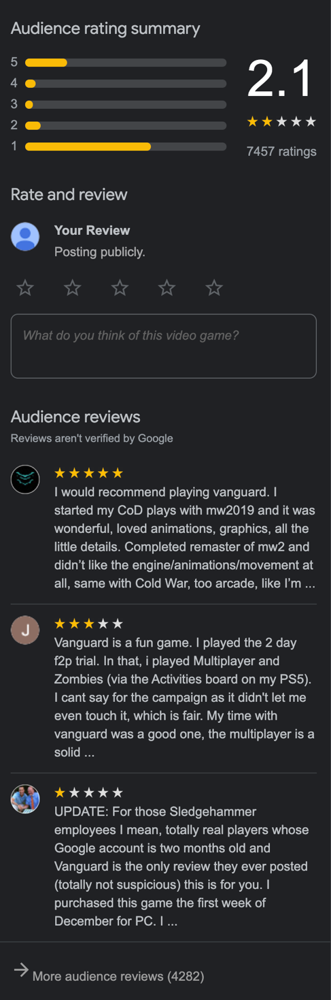 Audience rating summary
5
4
3
2
1
2.1
7457 ratings
Rate and review
Your Review
Posting publicly.
What do you think of this video game?
Audience reviews
Reviews aren't verified by Google
I would recommend playing vanguard. I
started my CoD plays with mw2019 and it was
wonderful, loved animations, graphics, all the
little details. Completed remaster of mw2 and
didn’t like the engine/animations/movement at
all, same with Cold War, too arcade, like I’m ...
J
Vanguard is a fun game. I played the 2 day
f2p trial. In that, i played Multiplayer and
Zombies (via the Activities board on my PS5).
I cant say for the campaign as it didn't let me
even touch it, which is fair. My time with
vanguard was a good one, the multiplayer is a
solid ...
UPDATE: For those Sledgehammer
employees I mean, totally real players whose
Google account is two months old and
Vanguard is the only review they ever posted
(totally not suspicious) this is for you. I
purchased this game the first week of
December for PC. I ...
More audience reviews (4282)